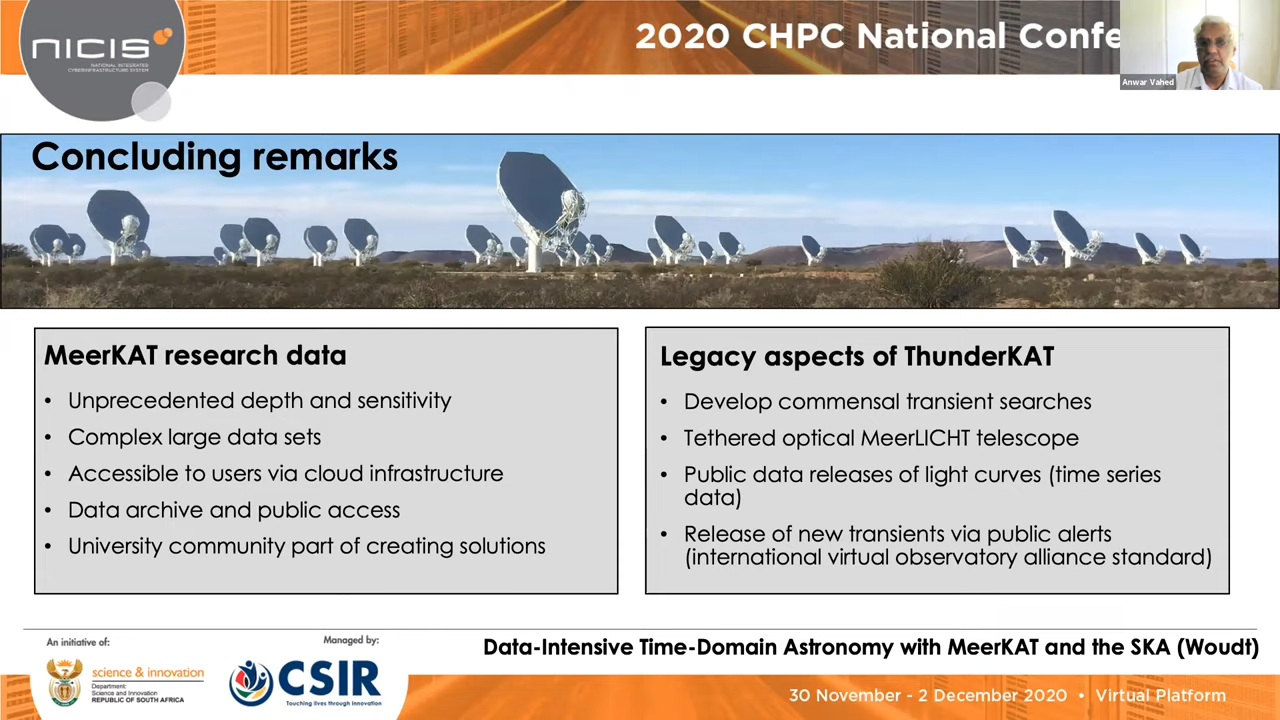 NICIS
NATIONAL INTEGRATED
CYBERINFRASTRUCTURE SYSTEM
2020 CHPC National Confe
Anwar Vahed
Concluding remarks
MeerKAT research data
• Unprecedented depth and sensitivity
• Complex large data sets
• Accessible to users via cloud infrastructure
• Data archive and public access
• University community part of creating solutions
Legacy aspects of ThunderKAT
• Develop commensal transient searches
• Tethered optical MeerLICHT telescope
• Public data releases of light curves (time series
data)
• Release of new transients via public alerts
(international virtual observatory alliance standard)
An initiative of:
science & innovation
Department:
Science and Innovation
REPUBLIC OF SOUTH AFRICA
Managed by:
CSIR
Touching lives through innovation
Data-Intensive Time-Domain Astronomy with MeerKAT and the SKA (Woudt)
30 November - 2 December 2020 • Virtual Platform